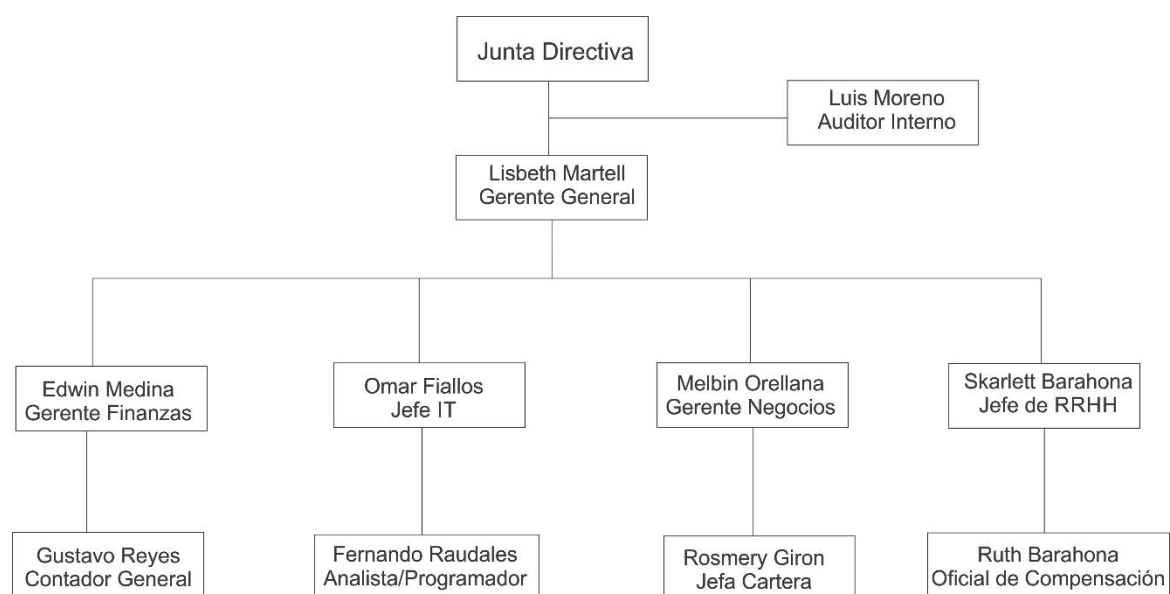 Junta Directiva
Luis Moreno
Auditor Interno
Lisbeth Martell
Gerente General
Edwin Medina
Gerente Finanzas
Omar Fiallos
Jefe IT
Melbin Orellana
Gerente Negocios
Skarlett Barahona
Jefe de RRHH
Gustavo Reyes
Contador General
Fernando Raudales
Analista/Programador
Rosmery Giron
Jefa Cartera
Ruth Barahona
Oficial de Compensación